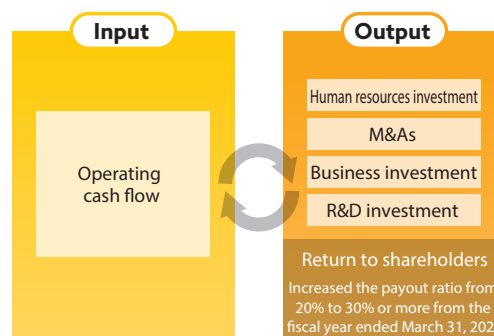 Input
Output
Operating
cash flow
Human resources investment
M&As
Business investment
R&D investment
Return to shareholders
Increased the payout ratio from
20% to 30% or more from the
fiscal year ended March 31,